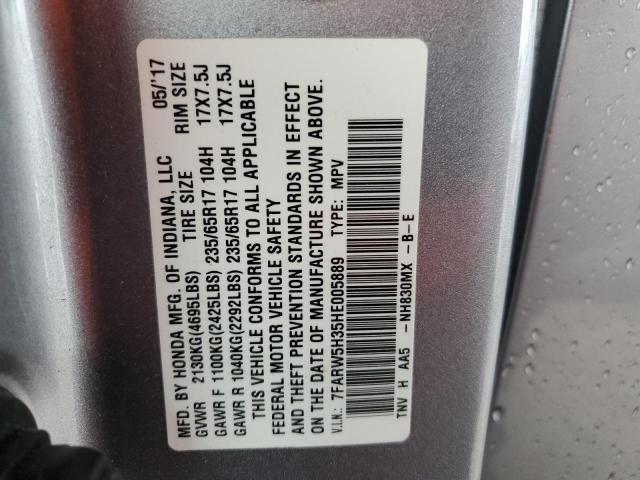 MFD. BY HONDA MFG. OF INDIANA, LLC 05/'17
GVWR 2130KG(4695LBS) TIRE SIZE RIM SIZE
GAWR F 1100KG(2425LBS) 235/65R17 104H 17X7.5J
GAWR R 1040KG(2292LBS) 235/65R17 104H 17X7.5J
THIS VEHICLE CONFORMS TO ALL APPLICABLE
FEDERAL MOTOR VEHICLE SAFETY
AND THEFT PREVENTION STANDARDS IN EFFECT
ON THE DATE OF MANUFACTURE SHOWN ABOVE.
V.I.N.: 7FARW5H35HE005889 TYPE: MPV
TNV H AA5 -NH830MX -B-E